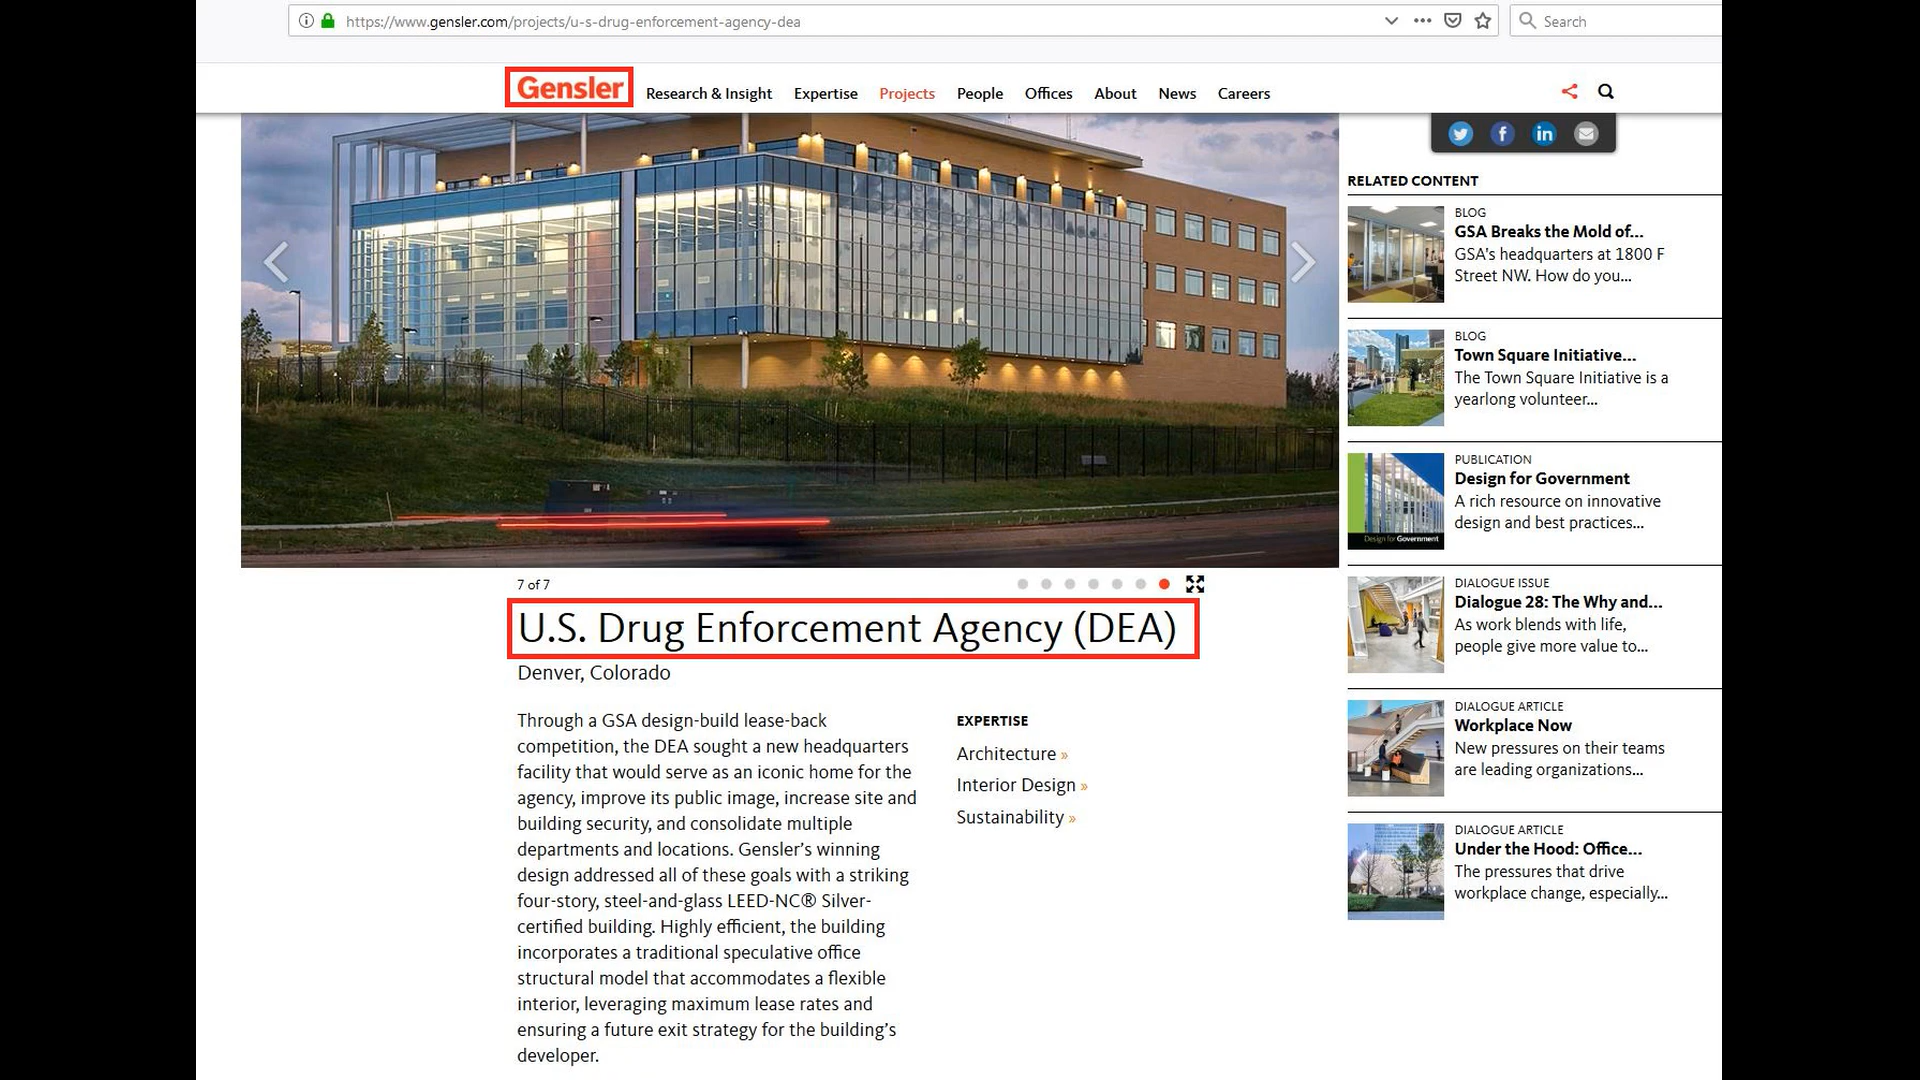 https://www.gensler.com/projects/u-s-drug-enforcement-agency-dea
Search
Gensler
Research & Insight
Expertise
Projects
People
Offices
About
News
Careers
7 of 7
U.S. Drug Enforcement Agency (DEA)
Denver, Colorado
Through a GSA design-build lease-back
competition, the DEA sought a new headquarters
facility that would serve as an iconic home for the
agency, improve its public image, increase site and
building security, and consolidate multiple
departments and locations. Gensler’s winning
design addressed all of these goals with a striking
four-story, steel-and-glass LEED-NC® Silver-
certified building. Highly efficient, the building
incorporates a traditional speculative office
structural model that accommodates a flexible
interior, leveraging maximum lease rates and
ensuring a future exit strategy for the building’s
developer.
EXPERTISE
Architecture »
Interior Design »
Sustainability »
RELATED CONTENT
BLOG
GSA Breaks the Mold of...
GSA's headquarters at 1800 F
Street NW. How do you...
BLOG
Town Square Initiative...
The Town Square Initiative is a
yearlong volunteer...
PUBLICATION
Design for Government
A rich resource on innovative
design and best practices...
Design for Government
DIALOGUE ISSUE
Dialogue 28: The Why and...
As work blends with life,
people give more value to...
DIALOGUE ARTICLE
Workplace Now
New pressures on their teams
are leading organizations...
DIALOGUE ARTICLE
Under the Hood: Office...
The pressures that drive
workplace change, especially...